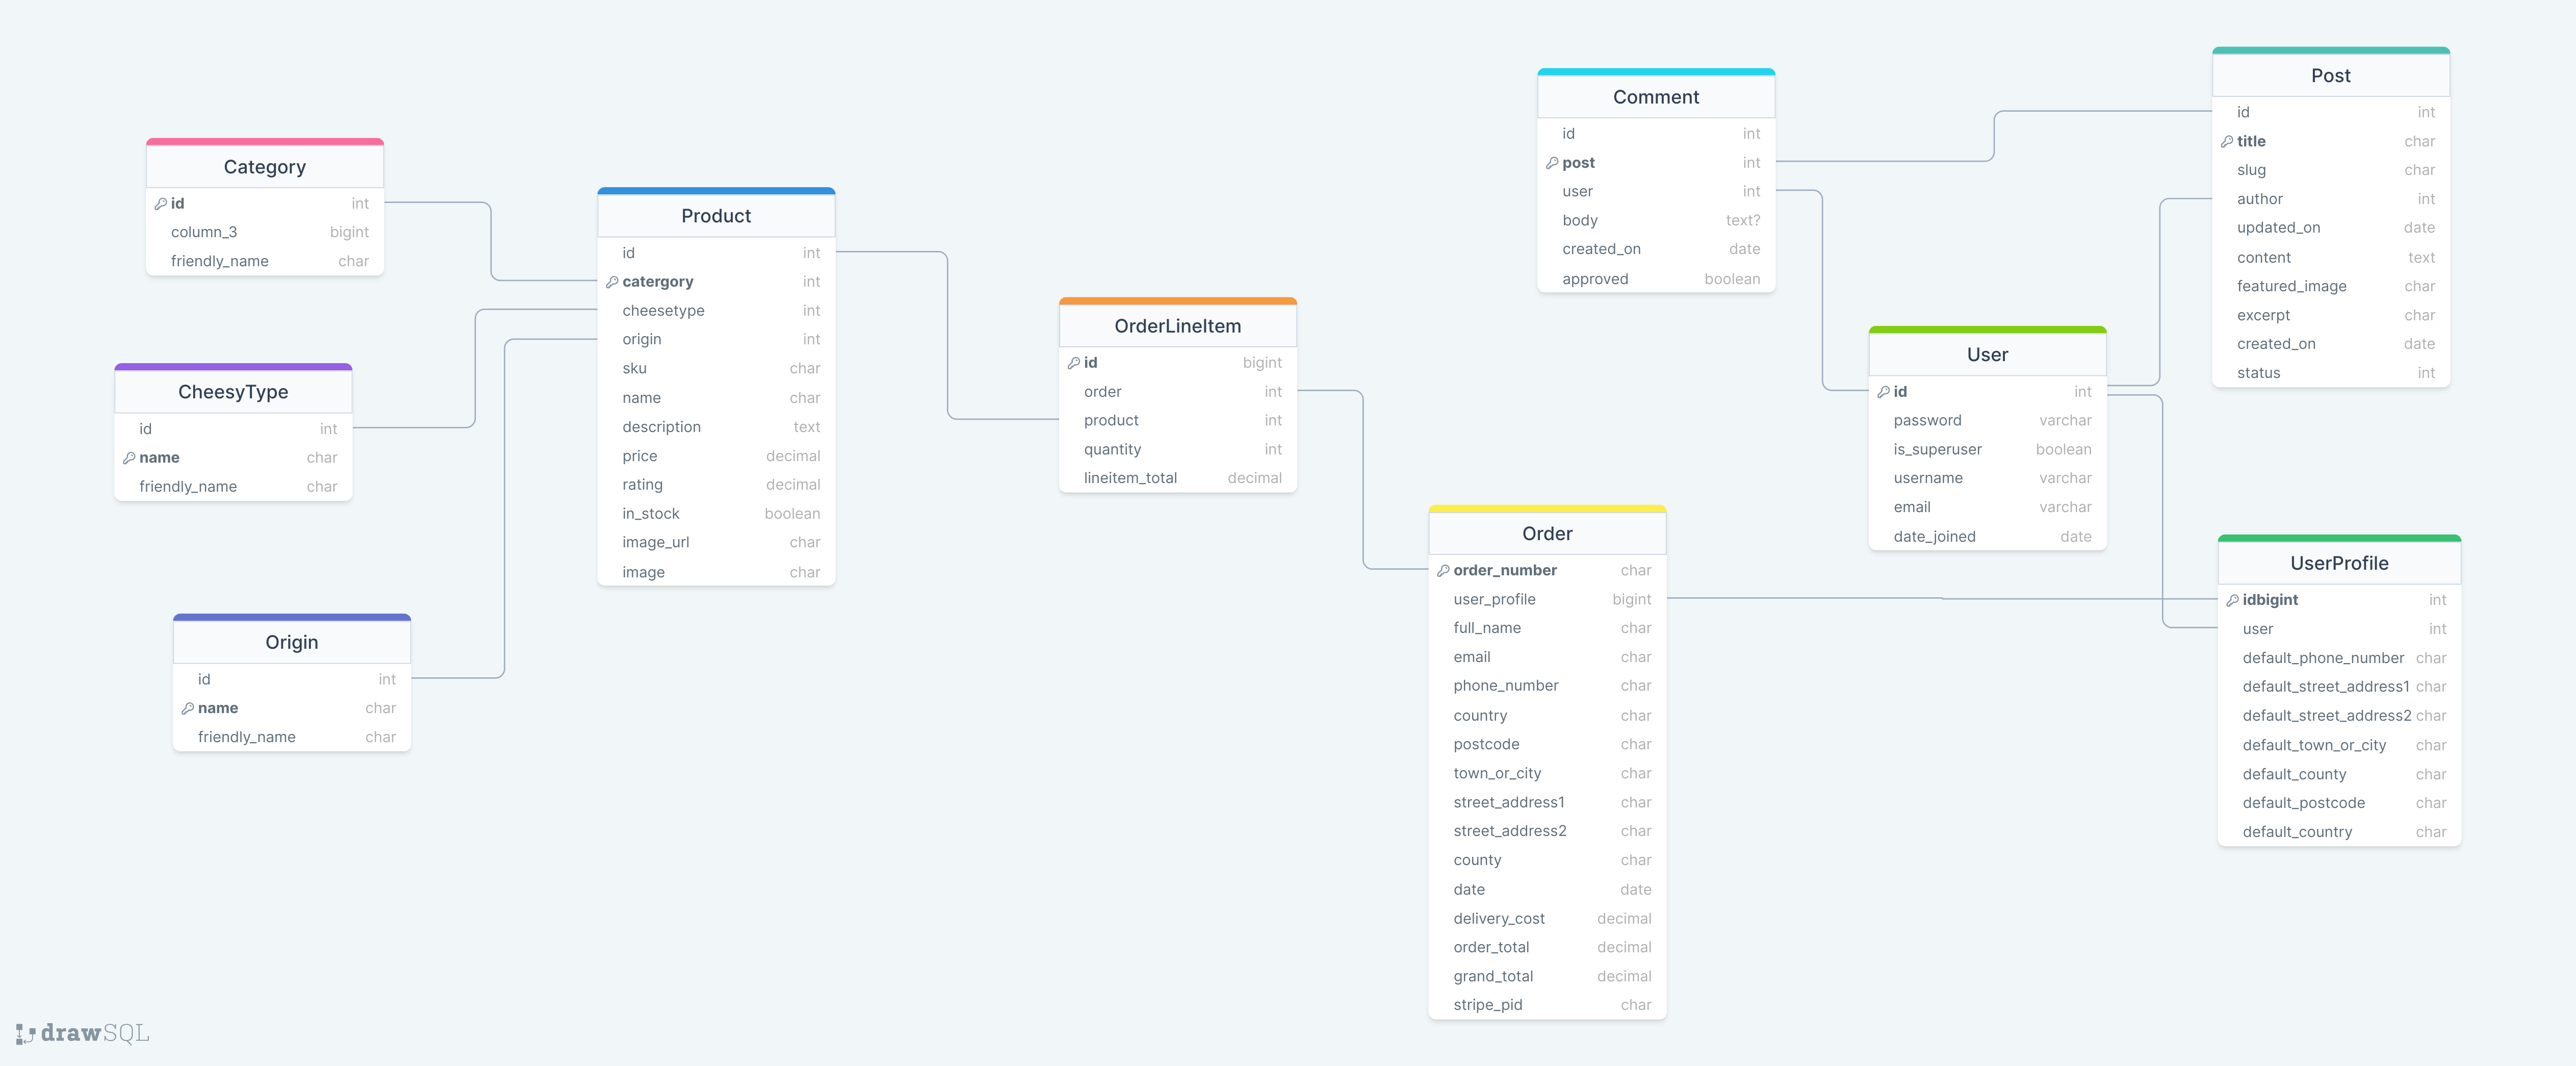 Category
id int
column_3 bigint
friendly_name char
CheesyType
id int
name char
friendly_name char
Origin
id int
name char
friendly_name char
Product
id int
catergory int
cheesetype int
origin int
sku char
name char
description text
price decimal
rating decimal
in_stock boolean
image_url char
image char
OrderLineItem
id bigint
order int
product int
quantity int
lineitem_total decimal
Order
order_number char
user_profile bigint
full_name char
email char
phone_number char
country char
postcode char
town_or_city char
street_address1 char
street_address2 char
county char
date date
delivery_cost decimal
order_total decimal
grand_total decimal
stripe_pid char
Comment
id int
post int
user int
body text?
created_on date
approved boolean
User
id int
password varchar
is_superuser boolean
username varchar
email varchar
date_joined date
Post
id int
title char
slug char
author int
updated_on date
content text
featured_image char
excerpt char
created_on date
status int
UserProfile
idbigint int
user int
default_phone_number char
default_street_address1 char
default_street_address2 char
default_town_or_city char
default_county char
default_postcode char
default_country char
drawSQL